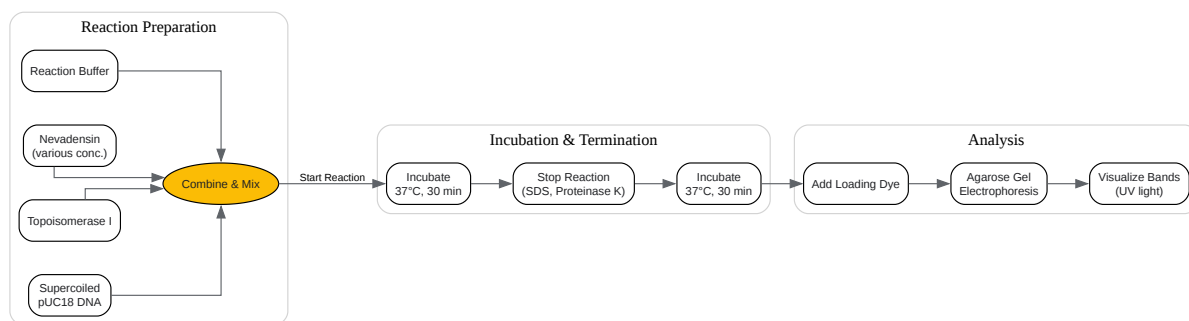 Reaction Preparation
Reaction Buffer
Nevadensin
(various conc.)
Combine & Mix
Topoisomerase I
Supercoiled
pUC18 DNA
Start Reaction
Incubation & Termination
Incubate
37°C, 30 min
Stop Reaction
(SDS, Proteinase K)
Incubate
37°C, 30 min
Analysis
Add Loading Dye
Agarose Gel
Electrophoresis
Visualize Bands
(UV light)